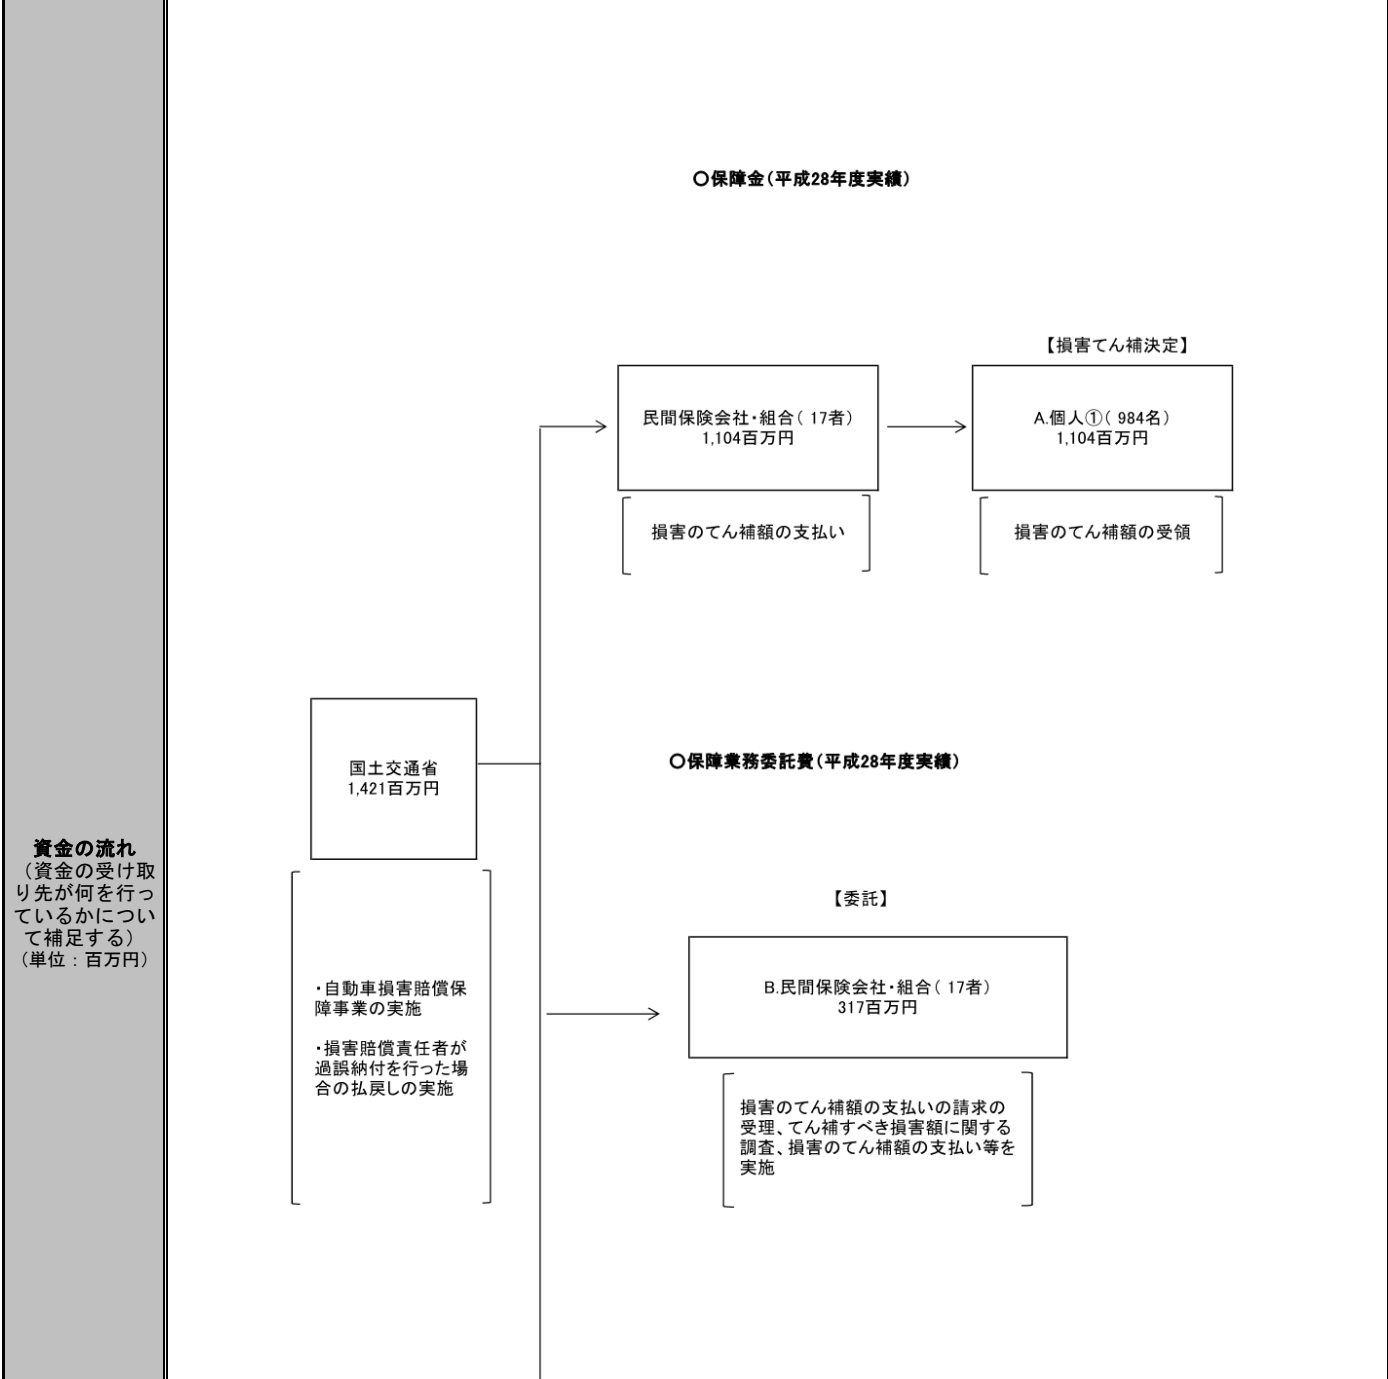 資金の流れ
（資金の受け取
り先が何を行っ
ているかについ
て補足する）
（単位：百万円）
○保障金（平成28年度実績）
【損害てん補決定】
民間保険会社・組合（ 17者）
1,104百万円
A.個人①（ 984名）
1,104百万円
損害のてん補額の支払い
損害のてん補額の受領
国土交通省
1,421百万円
○保障業務委託費（平成28年度実績）
・自動車損害賠償保
障事業の実施
・損害賠償責任者が
過誤納付を行った場
合の払戻しの実施
【委託】
B.民間保険会社・組合（ 17者）
317百万円
損害のてん補額の支払いの請求の
受理、てん補すべき損害額に関する
調査、損害のてん補額の支払い等を
実施